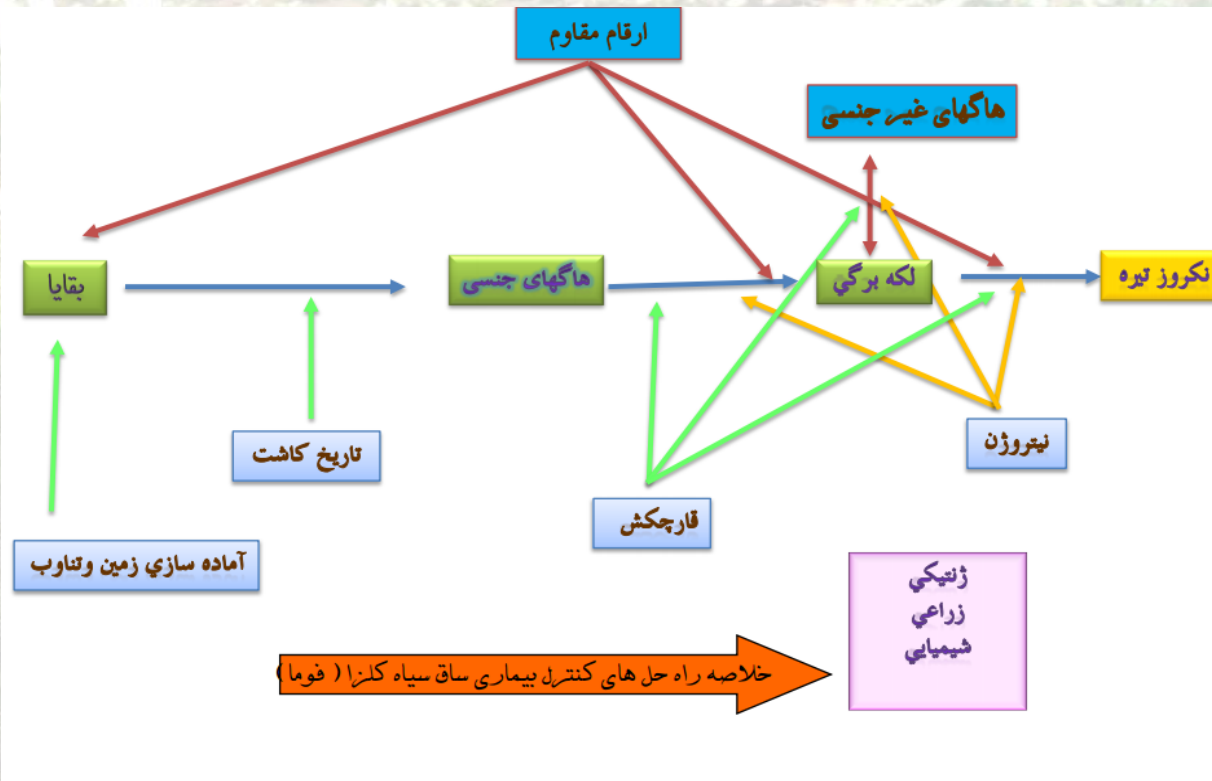 ارقام مقاوم
هاگهای غیر جنسی
بقایا
هاگهای جنسی
لکه برگي
نکروز تیره
تاریخ کاشت
نیتروژن
قارچکش
آماده سازي زمین وتناوب
ژنتیکي
زراعي
شیمیایي
خلاصه راه حل های کنترل بیماری ساق سیاه کلزا ( فوما )